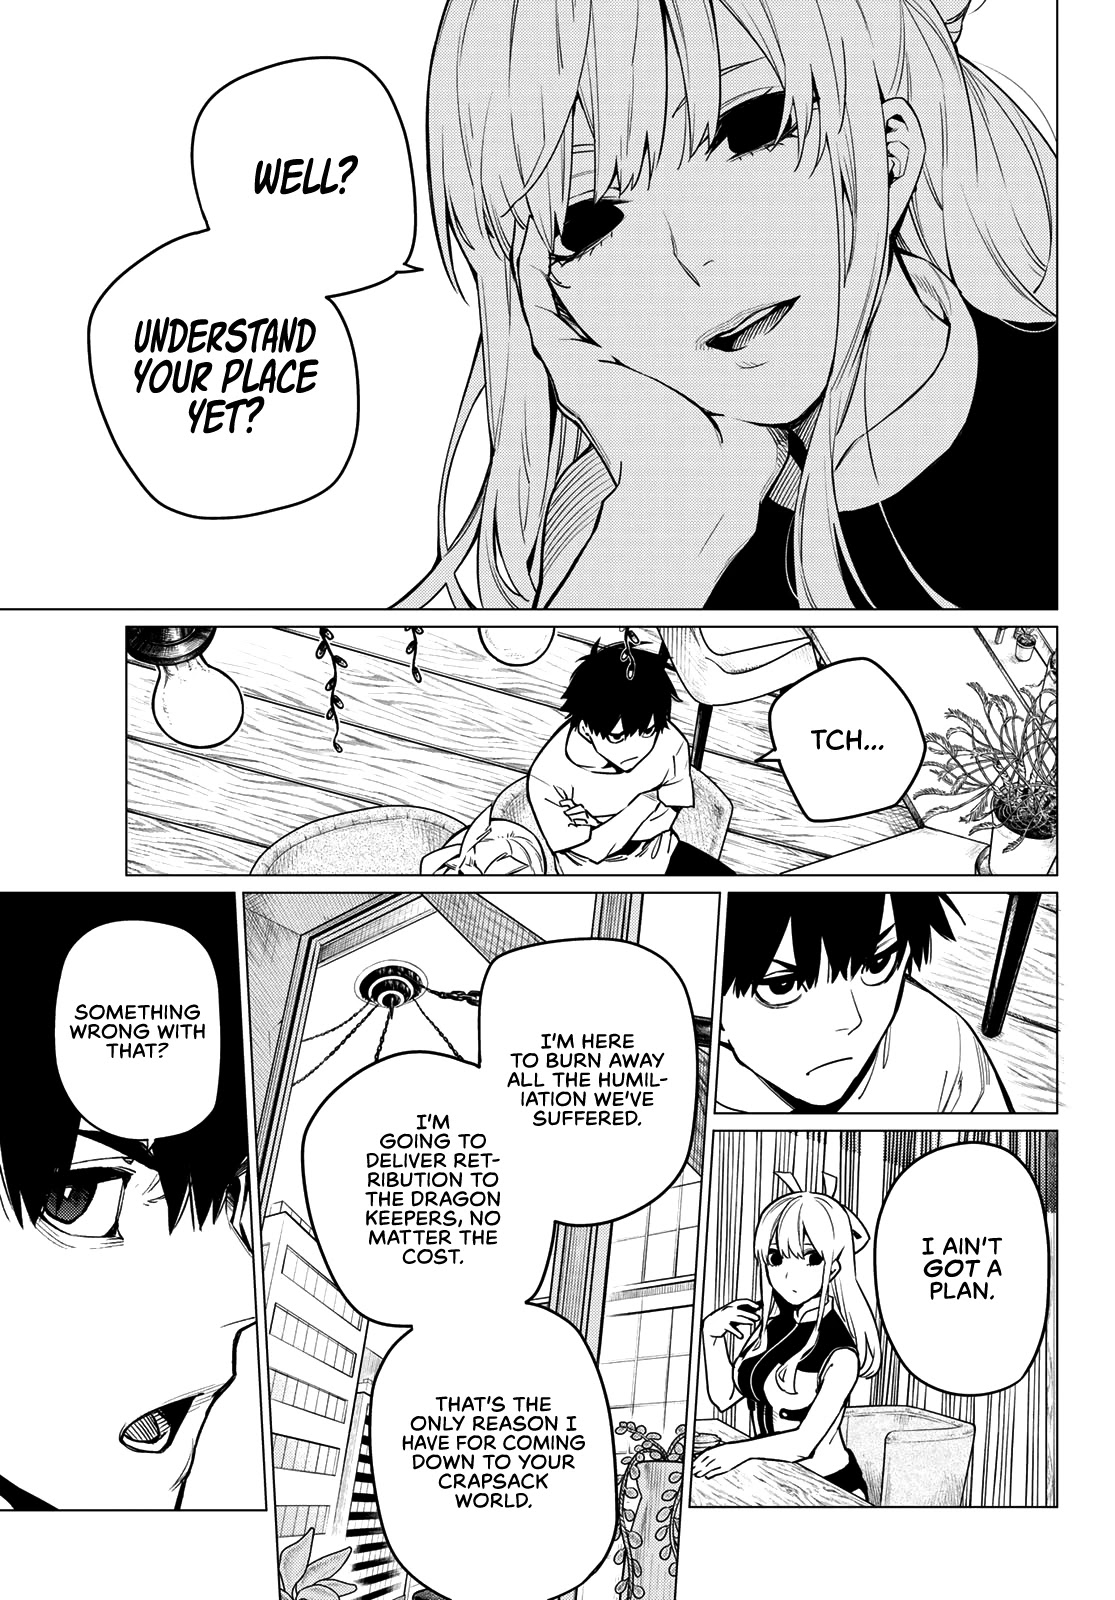 WELL?
UNDERSTAND
YOUR PLACE
YET?
TCH...
I AIN'T
GOT A
PLAN.
I'M HERE
TO BURN AWAY
ALL THE HUMIL-
IATION WE'VE
SUFFERED.
I'M
GOING TO
DELIVER RET-
RIBUTION TO
THE DRAGON
KEEPERS, NO
MATTER THE
COST.
THAT'S THE
ONLY REASON I
HAVE FOR COMING
DOWN TO YOUR
CRAPSACK
WORLD.
SOMETHING
WRONG WITH
THAT?